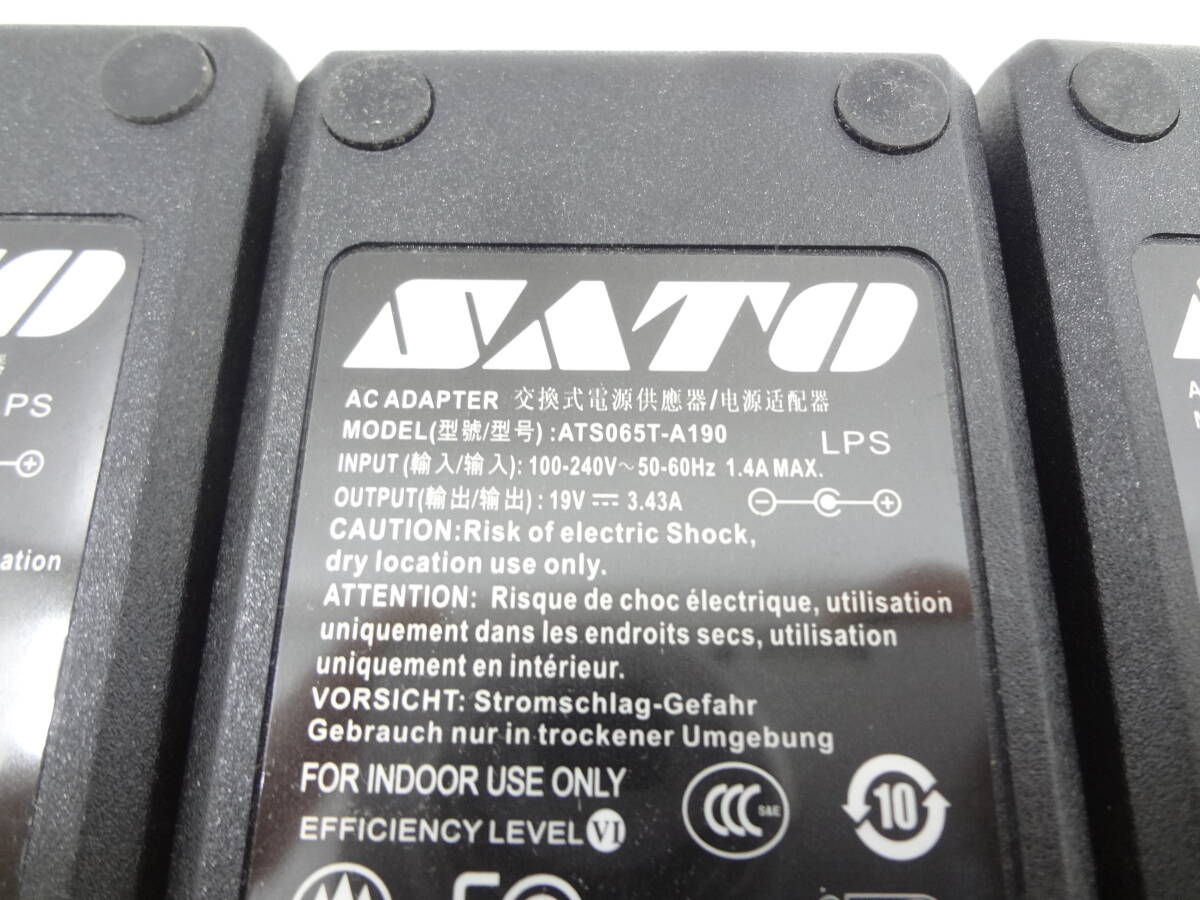 SATO
AC ADAPTER 交換式電源供應器/电源适配器
MODEL(型號/型号):ATS065T-A190
LPS
INPUT(輸入/输入): 100-240V~50-60Hz 1.4A MAX.
OUTPUT(輸出/输出): 19V ⎓ 3.43A
CAUTION:Risk of electric Shock,
dry location use only.
ATTENTION: Risque de choc électrique, utilisation
uniquement dans les endroits secs, utilisation
uniquement en intérieur.
VORSICHT: Stromschlag-Gefahr
Gebrauch nur in trockener Umgebung
FOR INDOOR USE ONLY
EFFICIENCY LEVEL VI
CCC S&E
10